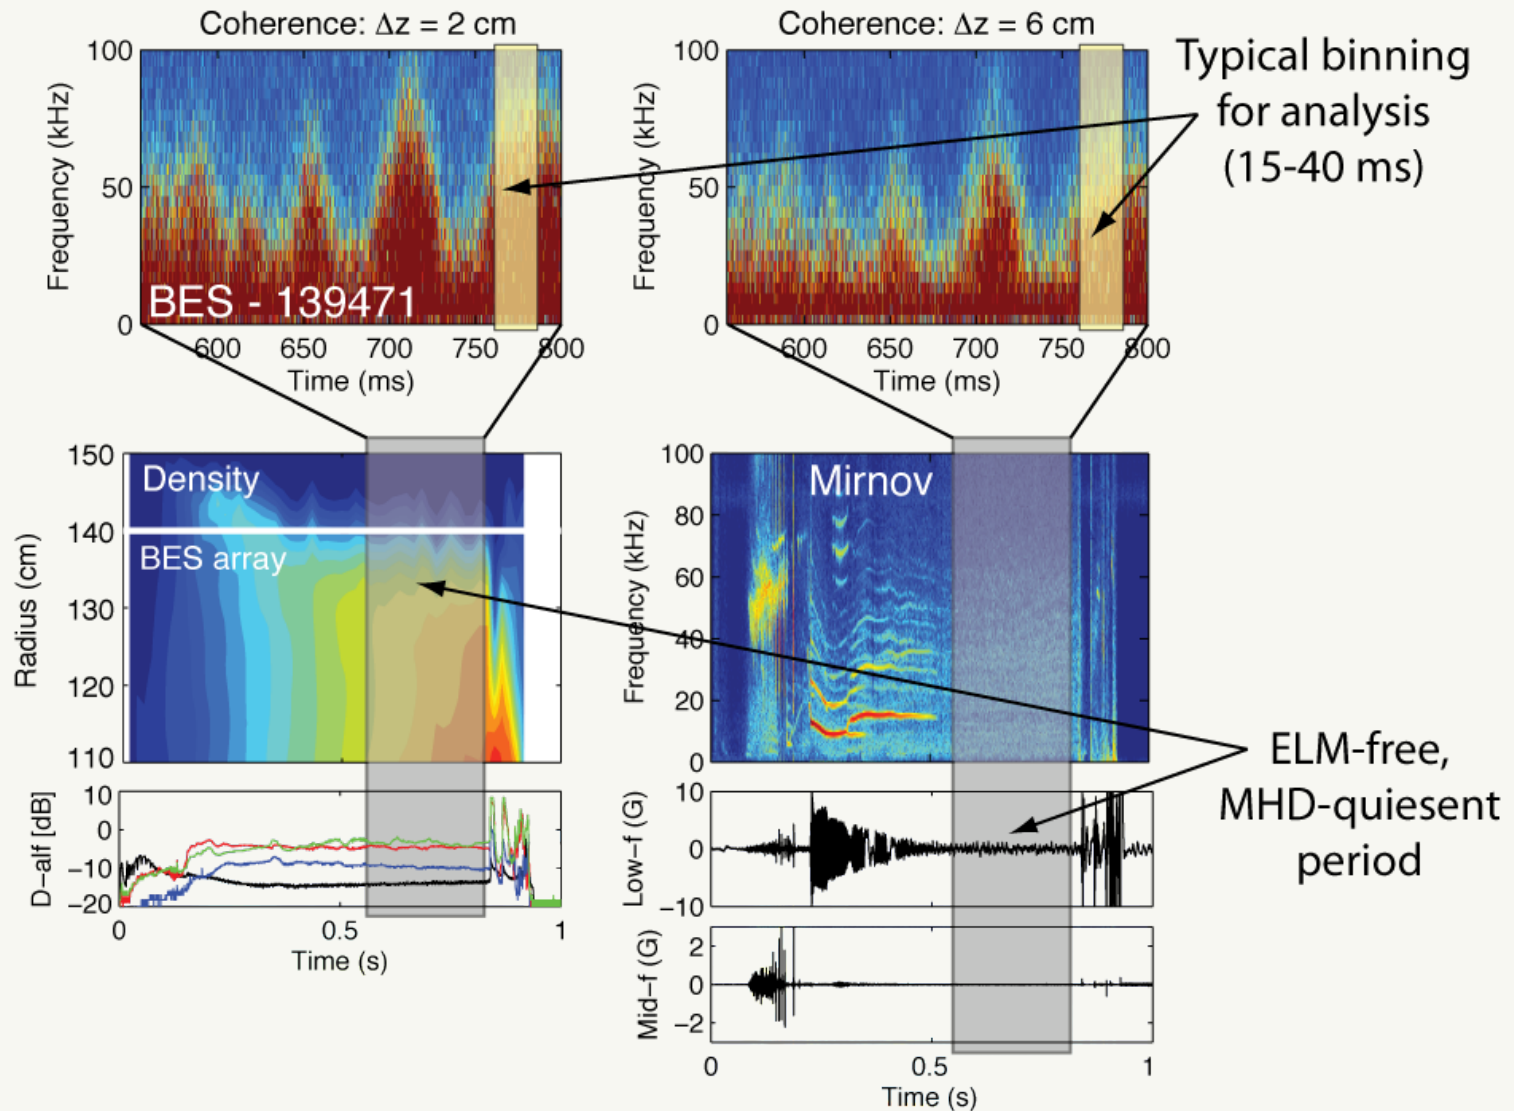 Coherence: Δz = 2 cm
100
50
0
Frequency (kHz)
BES - 139471
600 650 700 750 800
Time (ms)
Coherence: Δz = 6 cm
100
50
0
Frequency (kHz)
600 650 700 750 800
Time (ms)
Typical binning
for analysis
(15-40 ms)
150
140
130
120
110
Radius (cm)
Density
BES array
100
80
60
40
20
0
Frequency (kHz)
Mirnov
ELM-free,
MHD-quiesent
period
10
0
−10
−20
D−alf [dB]
0 0.5 1
Time (s)
10
0
−10
Low−f (G)
2
0
−2
Mid−f (G)
0 0.5 1
Time (s)